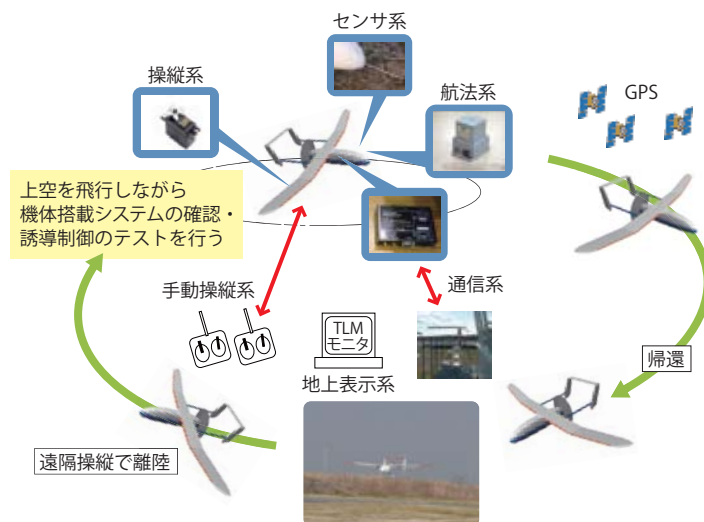 センサ系
操縦系
航法系
GPS
上空を飛行しながら
機体搭載システムの確認・
誘導制御のテストを行う
手動操縦系
通信系
TLM
モニタ
地上表示系
帰還
遠隔操縦で離陸